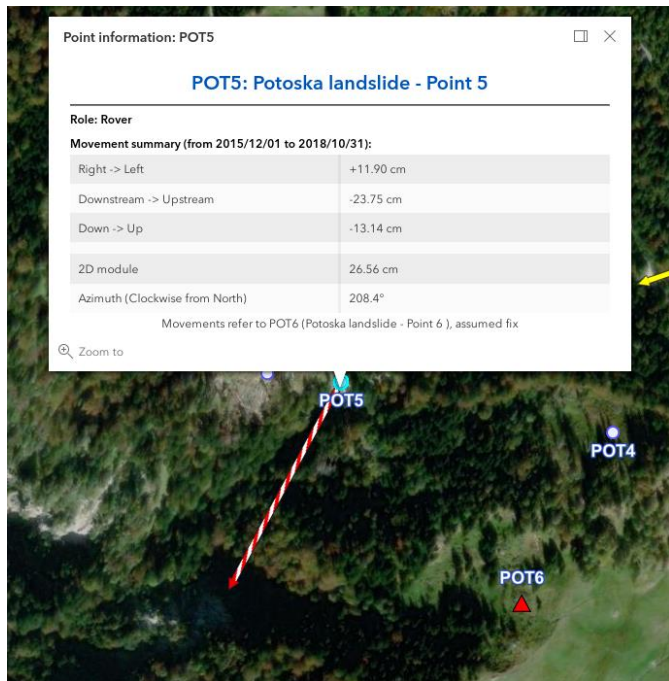 Point information: POT5
POT5: Potoska landslide - Point 5
Role: Rover
Movement summary (from 2015/12/01 to 2018/10/31):
Right -> Left +11.90 cm
Downstream -> Upstream -23.75 cm
Down -> Up -13.14 cm
2D module 26.56 cm
Azimuth (Clockwise from North) 208.4°
Movements refer to POT6 (Potoska landslide - Point 6 ), assumed fix
Zoom to
POT5
POT4
POT6